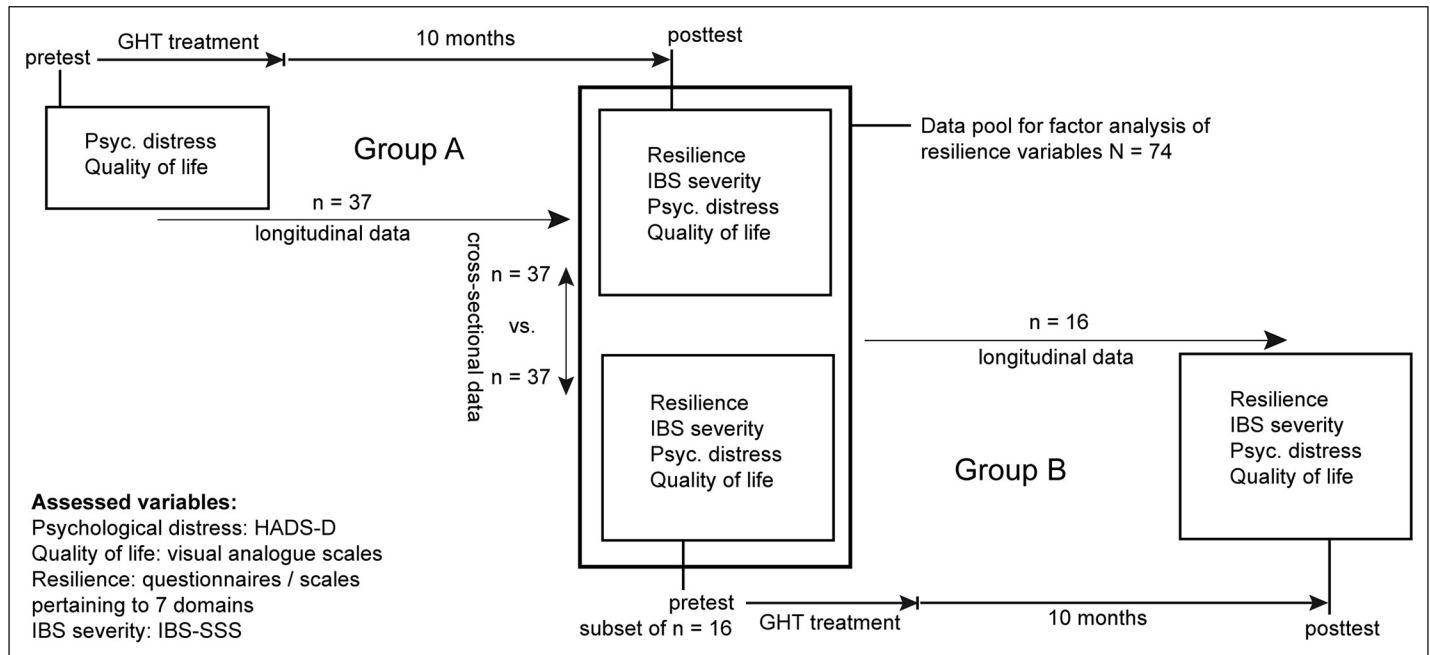 GHT treatment
10 months
posttest
pretest
Psyc. distress
Quality of life
Group A
n = 37
longitudinal data
Resilience
IBS severity
Psyc. distress
Quality of life
Data pool for factor analysis of
resilience variables N = 74
cross-sectional data
n = 37
vs.
n = 37
Resilience
IBS severity
Psyc. distress
Quality of life
n = 16
longitudinal data
Group B
Resilience
IBS severity
Psyc. distress
Quality of life
Assessed variables:
Psychological distress: HADS-D
Quality of life: visual analogue scales
Resilience: questionnaires / scales
pertaining to 7 domains
IBS severity: IBS-SSS
pretest
subset of n = 16
GHT treatment
10 months
posttest